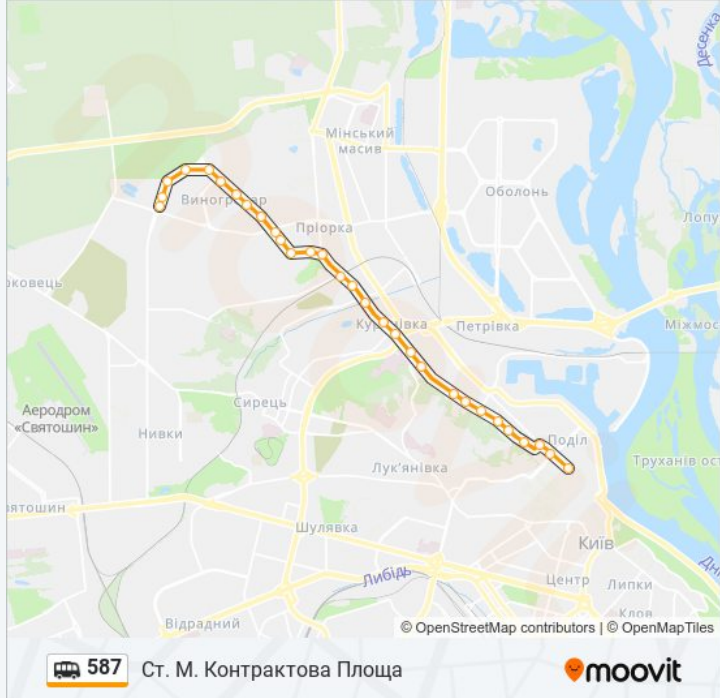 Десенка
Мінський
масив
Виноградар
Оболонь
Лопу
Пріорка
аковець
Куренівка
Петрівка
Міжмос
Аеродром
«Святошин»
Сирець
Нивки
Поділ
Лук'янівка
Труханів ост
вятошин
Шулявка
Київ
Либідь
Центр
Липки
Дні
Клов
Відрадний
© OpenStreetMap contributors | © OpenMapTiles
587 Ст. М. Контрактова Площа
moovit